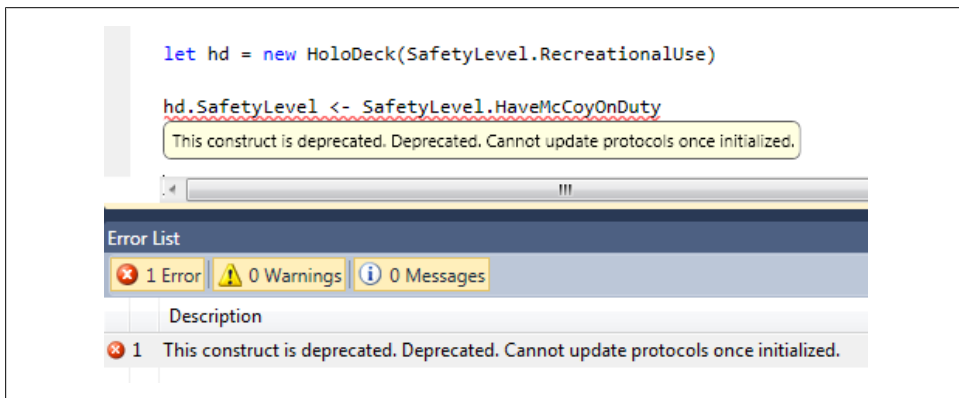 let hd = new HoloDeck(SafetyLevel.RecreationalUse)
hd.SafetyLevel <- SafetyLevel.HaveMcCoyOnDuty
This construct is deprecated. Deprecated. Cannot update protocols once initialized.
Error List
1 Error 0 Warnings 0 Messages
Description
1 This construct is deprecated. Deprecated. Cannot update protocols once initialized.